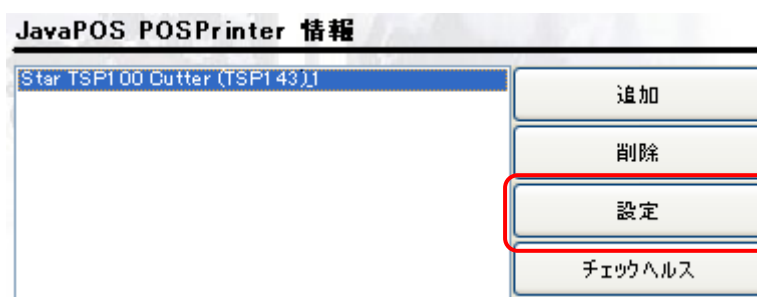 JavaPOS POSPrinter 情報
Star TSP100 Cutter (TSP143)_1
追加
削除
設定
チェックヘルス